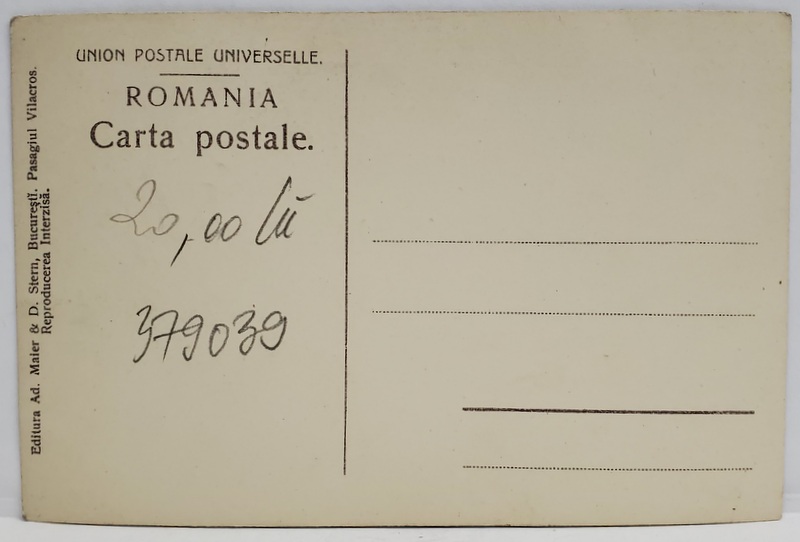 UNION POSTALE UNIVERSELLE.
ROMANIA
Carta postale.
20,00 lei
379039
Editura Ad. Maier & D. Stern, Bucureşti. Pasagiul Vilacros.
Reproducerea Interzisă.